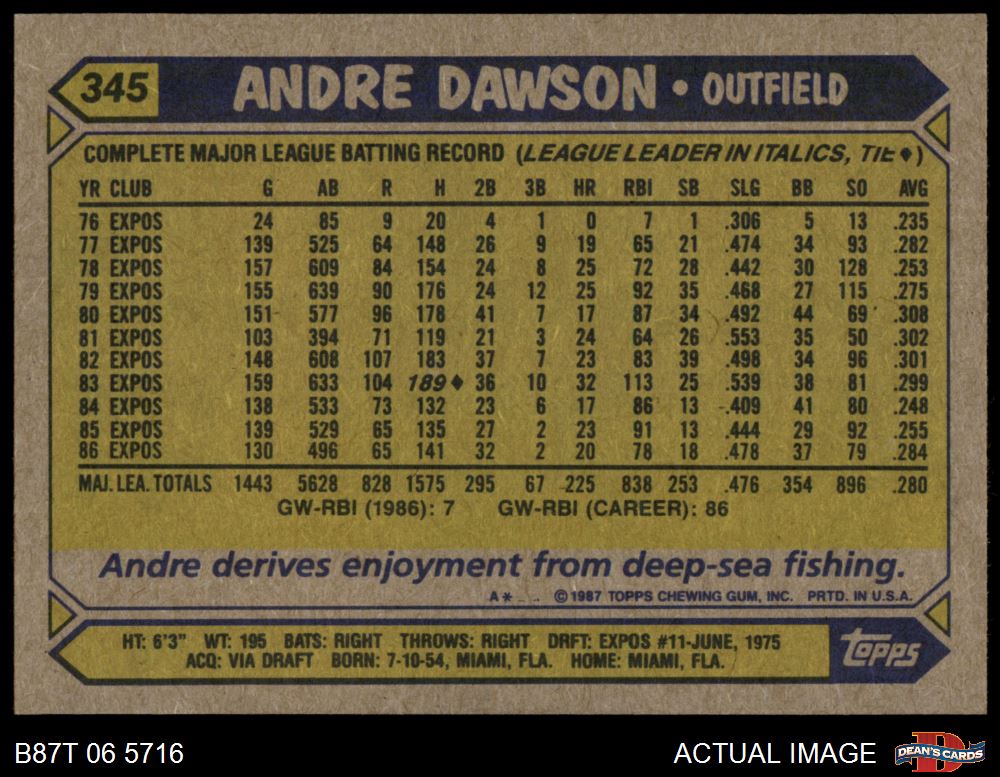 345 ANDRE DAWSON • OUTFIELD
COMPLETE MAJOR LEAGUE BATTING RECORD (LEAGUE LEADER IN ITALICS, TIE ♦)
YR CLUB G AB R H 2B 3B HR RBI SB SLG BB SO AVG
76 EXPOS 24 85 9 20 4 1 0 7 1 .306 5 13 .235
77 EXPOS 139 525 64 148 26 9 19 65 21 .474 34 93 .282
78 EXPOS 157 609 84 154 24 8 25 72 28 .442 30 128 .253
79 EXPOS 155 639 90 176 24 12 25 92 35 .468 27 115 .275
80 EXPOS 151 577 96 178 41 7 17 87 34 .492 44 69 .308
81 EXPOS 103 394 71 119 21 3 24 64 26 .553 35 50 .302
82 EXPOS 148 608 107 183 37 7 23 83 39 .498 34 96 .301
83 EXPOS 159 633 104 189♦ 36 10 32 113 25 .539 38 81 .299
84 EXPOS 138 533 73 132 23 6 17 86 13 .409 41 80 .248
85 EXPOS 139 529 65 135 27 2 23 91 13 .444 29 92 .255
86 EXPOS 130 496 65 141 32 2 20 78 18 .478 37 79 .284
MAJ. LEA. TOTALS 1443 5628 828 1575 295 67 225 838 253 .476 354 896 .280
GW-RBI (1986): 7 GW-RBI (CAREER): 86
Andre derives enjoyment from deep-sea fishing.
A* © 1987 TOPPS CHEWING GUM, INC. PRTD. IN U.S.A.
HT: 6'3" WT: 195 BATS: RIGHT THROWS: RIGHT DRFT: EXPOS #11-JUNE, 1975
ACQ: VIA DRAFT BORN: 7-10-54, MIAMI, FLA. HOME: MIAMI, FLA.
topps
B87T 06 5716
ACTUAL IMAGE
D DEAN'S CARDS